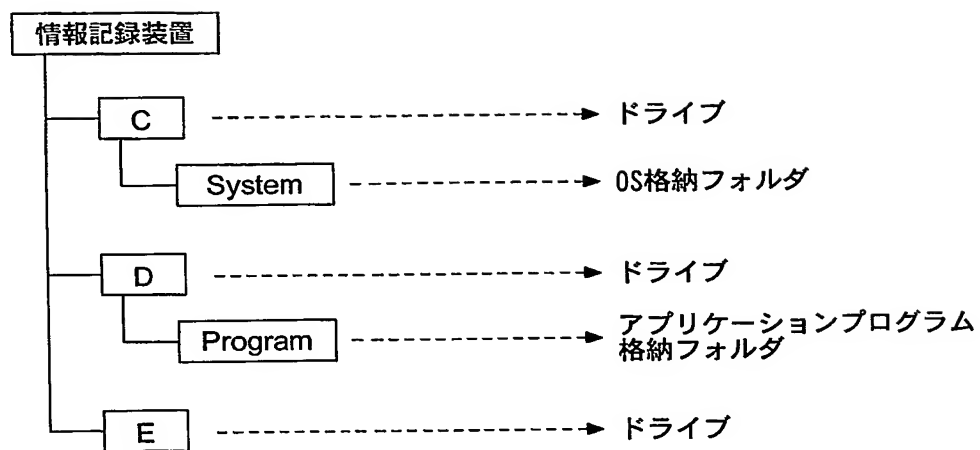 情報記録装置
C
ドライブ
System
OS格納フォルダ
D
ドライブ
Program
アプリケーションプログラム
格納フォルダ
E
ドライブ